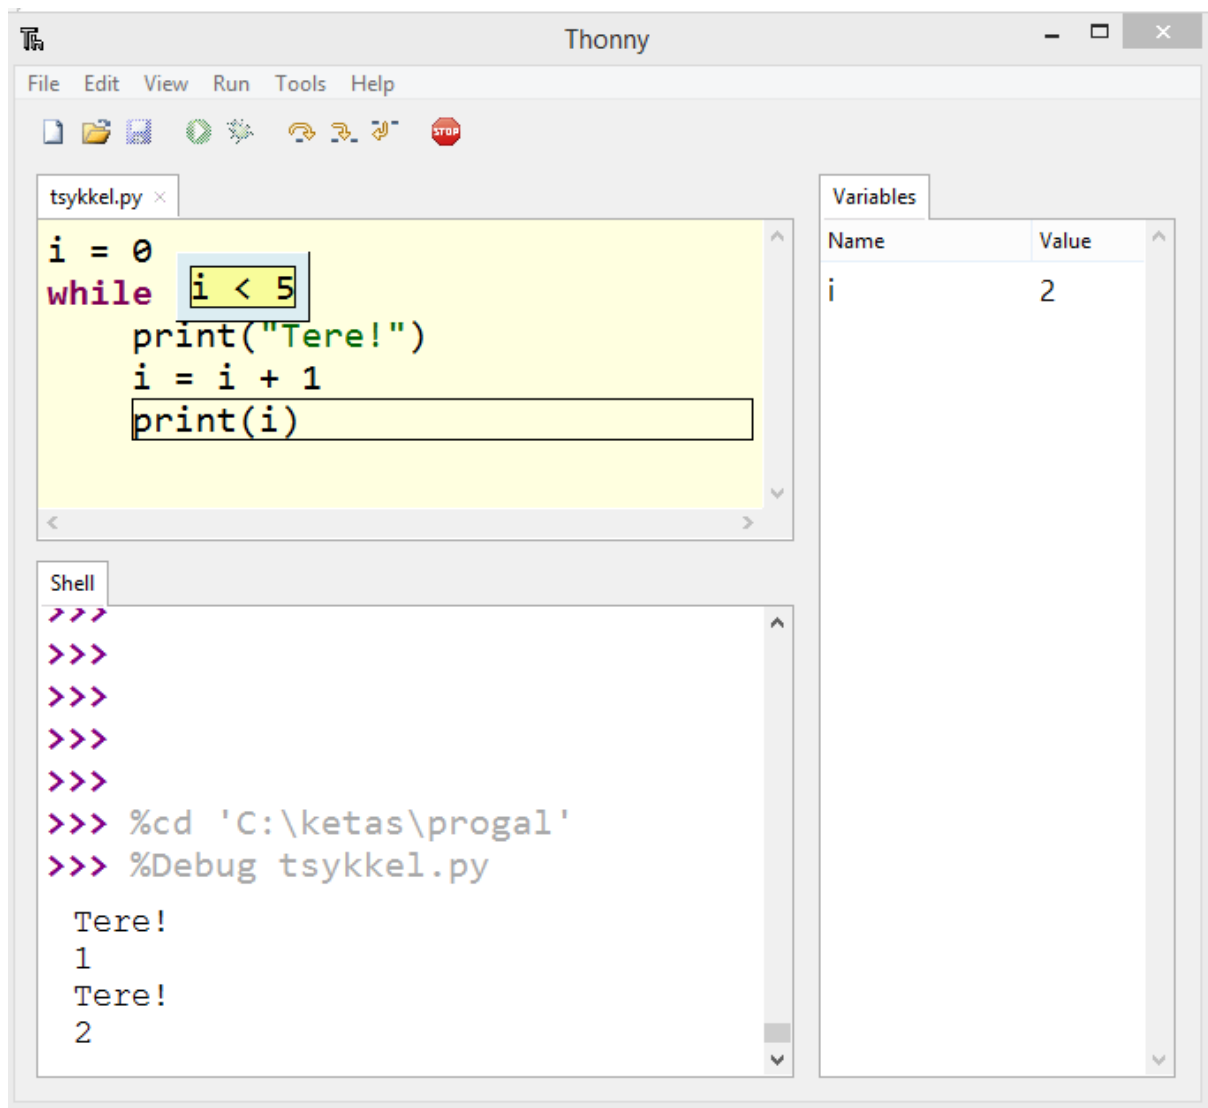 Thonny
File Edit View Run Tools Help
STOP
tsykkel.py
i = 0
while i < 5
print("Tere!")
i = i + 1
print(i)
Variables
Name Value
i 2
Shell
>>>
>>>
>>>
>>>
>>>
>>> %cd 'C:\ketas\progal'
>>> %Debug tsykkel.py
Tere!
1
Tere!
2